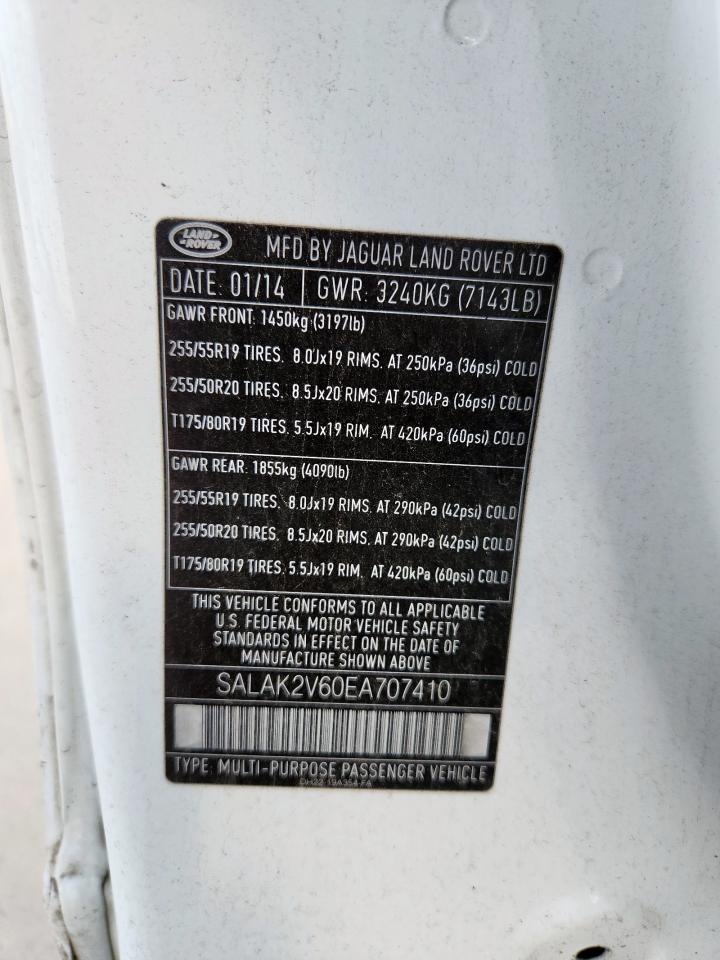 LAND-
-ROVER
MFD BY JAGUAR LAND ROVER LTD
DATE: 01/14 GWR: 3240KG (7143LB)
GAWR FRONT: 1450kg (3197lb)
255/55R19 TIRES. 8.0Jx19 RIMS. AT 250kPa (36psi) COLD
255/50R20 TIRES. 8.5Jx20 RIMS. AT 250kPa (36psi) COLD
T175/80R19 TIRES. 5.5Jx19 RIM. AT 420kPa (60psi) COLD
GAWR REAR: 1855kg (4090lb)
255/55R19 TIRES. 8.0Jx19 RIMS. AT 290kPa (42psi) COLD
255/50R20 TIRES. 8.5Jx20 RIMS. AT 290kPa (42psi) COLD
T175/80R19 TIRES. 5.5Jx19 RIM. AT 420kPa (60psi) COLD
THIS VEHICLE CONFORMS TO ALL APPLICABLE
U.S. FEDERAL MOTOR VEHICLE SAFETY
STANDARDS IN EFFECT ON THE DATE OF
MANUFACTURE SHOWN ABOVE
SALAK2V60EA707410
TYPE: MULTI-PURPOSE PASSENGER VEHICLE
DH22-19A354-FA